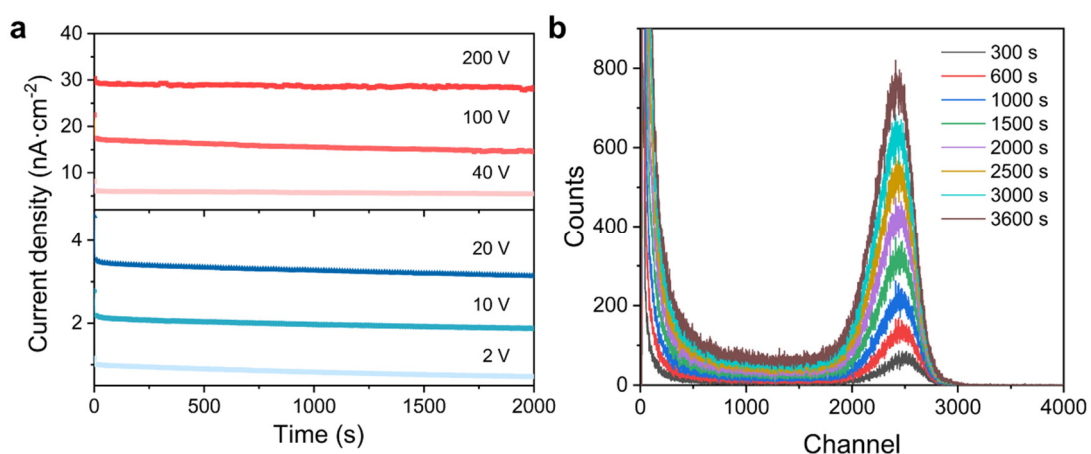 a
Current density (nA·cm-2)
40
30
20
10
4
2
200 V
100 V
40 V
20 V
10 V
2 V
0
500
1000
1500
2000
Time (s)
b
Counts
800
600
400
200
0
300 s
600 s
1000 s
1500 s
2000 s
2500 s
3000 s
3600 s
0
1000
2000
3000
4000
Channel